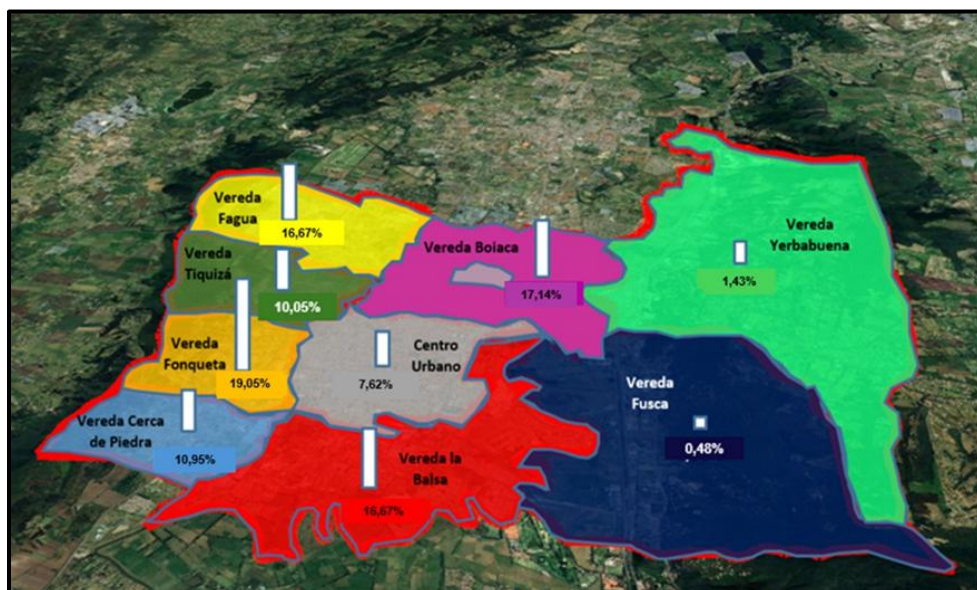 Vereda
Fagua
16,67%
Vereda
Tiquizá
10,05%
Vereda
Fonqueta
19,05%
Vereda Cerca
de Piedra
10,95%
Vereda Boiaca
17,14%
Centro
Urbano
7,62%
Vereda la
Balsa
16,67%
Vereda
Yerbabuena
1,43%
Vereda
Fusca
0,48%